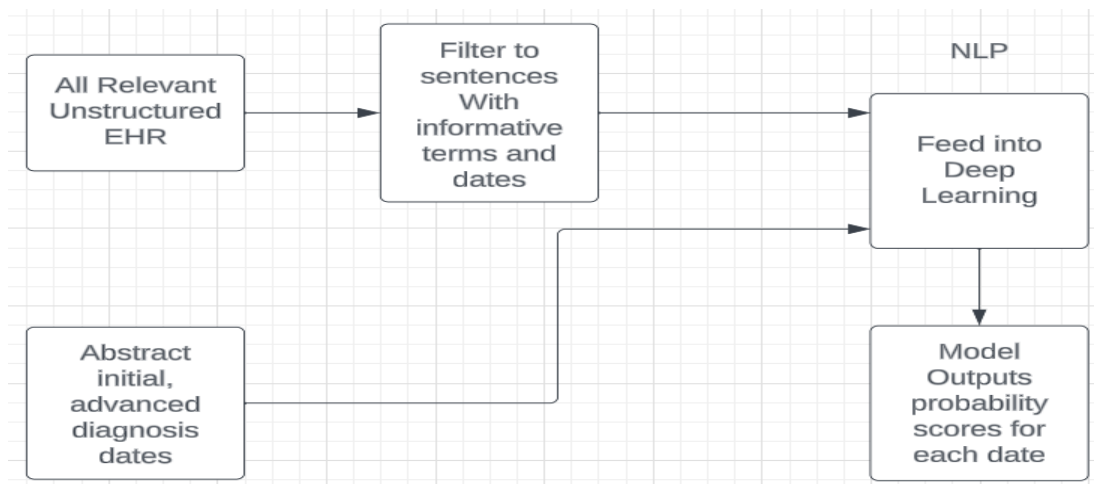 All Relevant
Unstructured
EHR
Filter to
sentences
With
informative
terms and
dates
NLP
Feed into
Deep
Learning
Abstract
initial,
advanced
diagnosis
dates
Model
Outputs
probability
scores for
each date